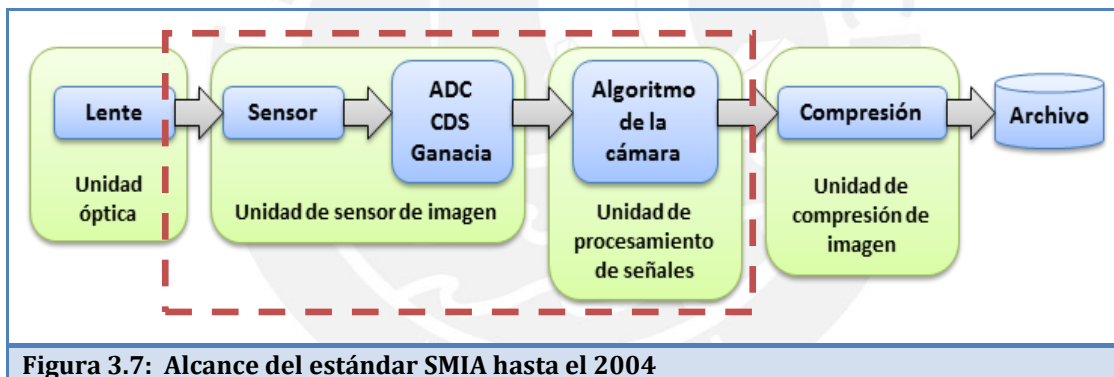 Lente
Unidad
óptica
Sensor
ADC
CDS
Ganacia
Unidad de sensor de imagen
Algoritmo
de la
cámara
Unidad de
procesamiento
de señales
Compresión
Unidad de
compresión de
imagen
Archivo
Figura 3.7: Alcance del estándar SMIA hasta el 2004